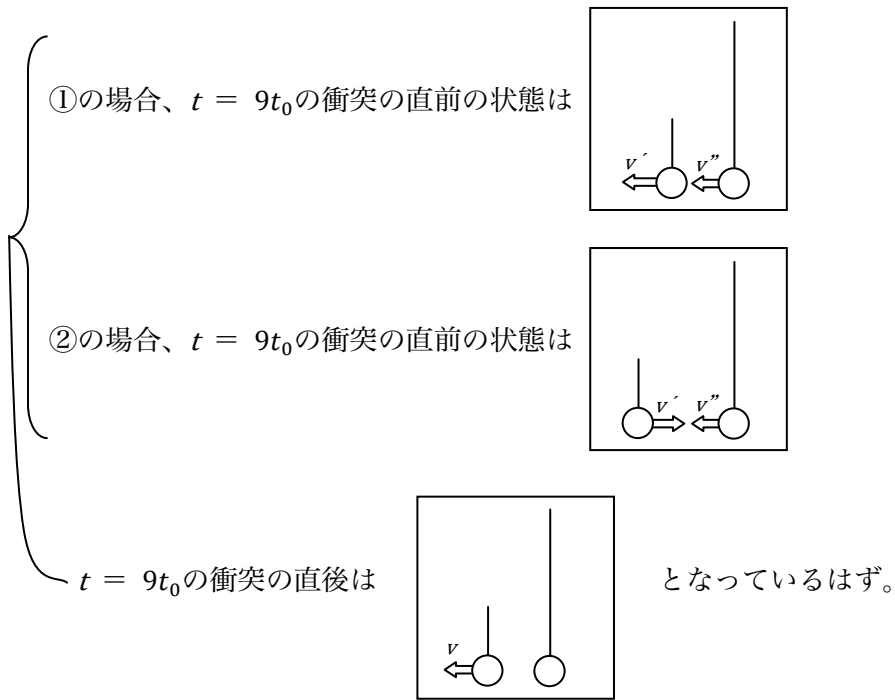 ①の場合、t = 9t₀の衝突の直前の状態は
v´ v”
②の場合、t = 9t₀の衝突の直前の状態は
v´ v”
t = 9t₀の衝突の直後は となっているはず。
v